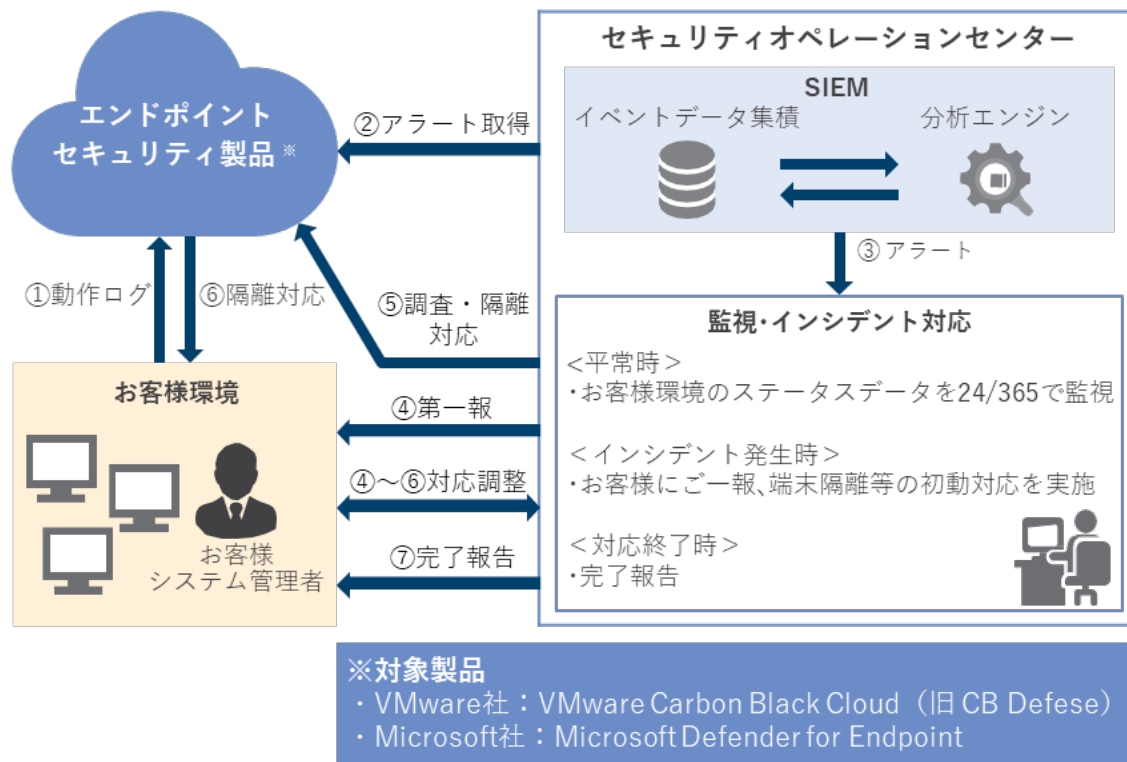 エンドポイント
セキュリティ製品 ※
②アラート取得
セキュリティオペレーションセンター
SIEM
イベントデータ集積
分析エンジン
③アラート
①動作ログ
⑥隔離対応
⑤調査・隔離
対応
監視・インシデント対応
<平常時>
・お客様環境のステータスデータを24/365で監視
<インシデント発生時>
・お客様にご一報、端末隔離等の初動対応を実施
<対応終了時>
・完了報告
お客様環境
お客様
システム管理者
④第一報
④～⑥対応調整
⑦完了報告
※対象製品
・VMware社：VMware Carbon Black Cloud（旧 CB Defese）
・Microsoft社：Microsoft Defender for Endpoint